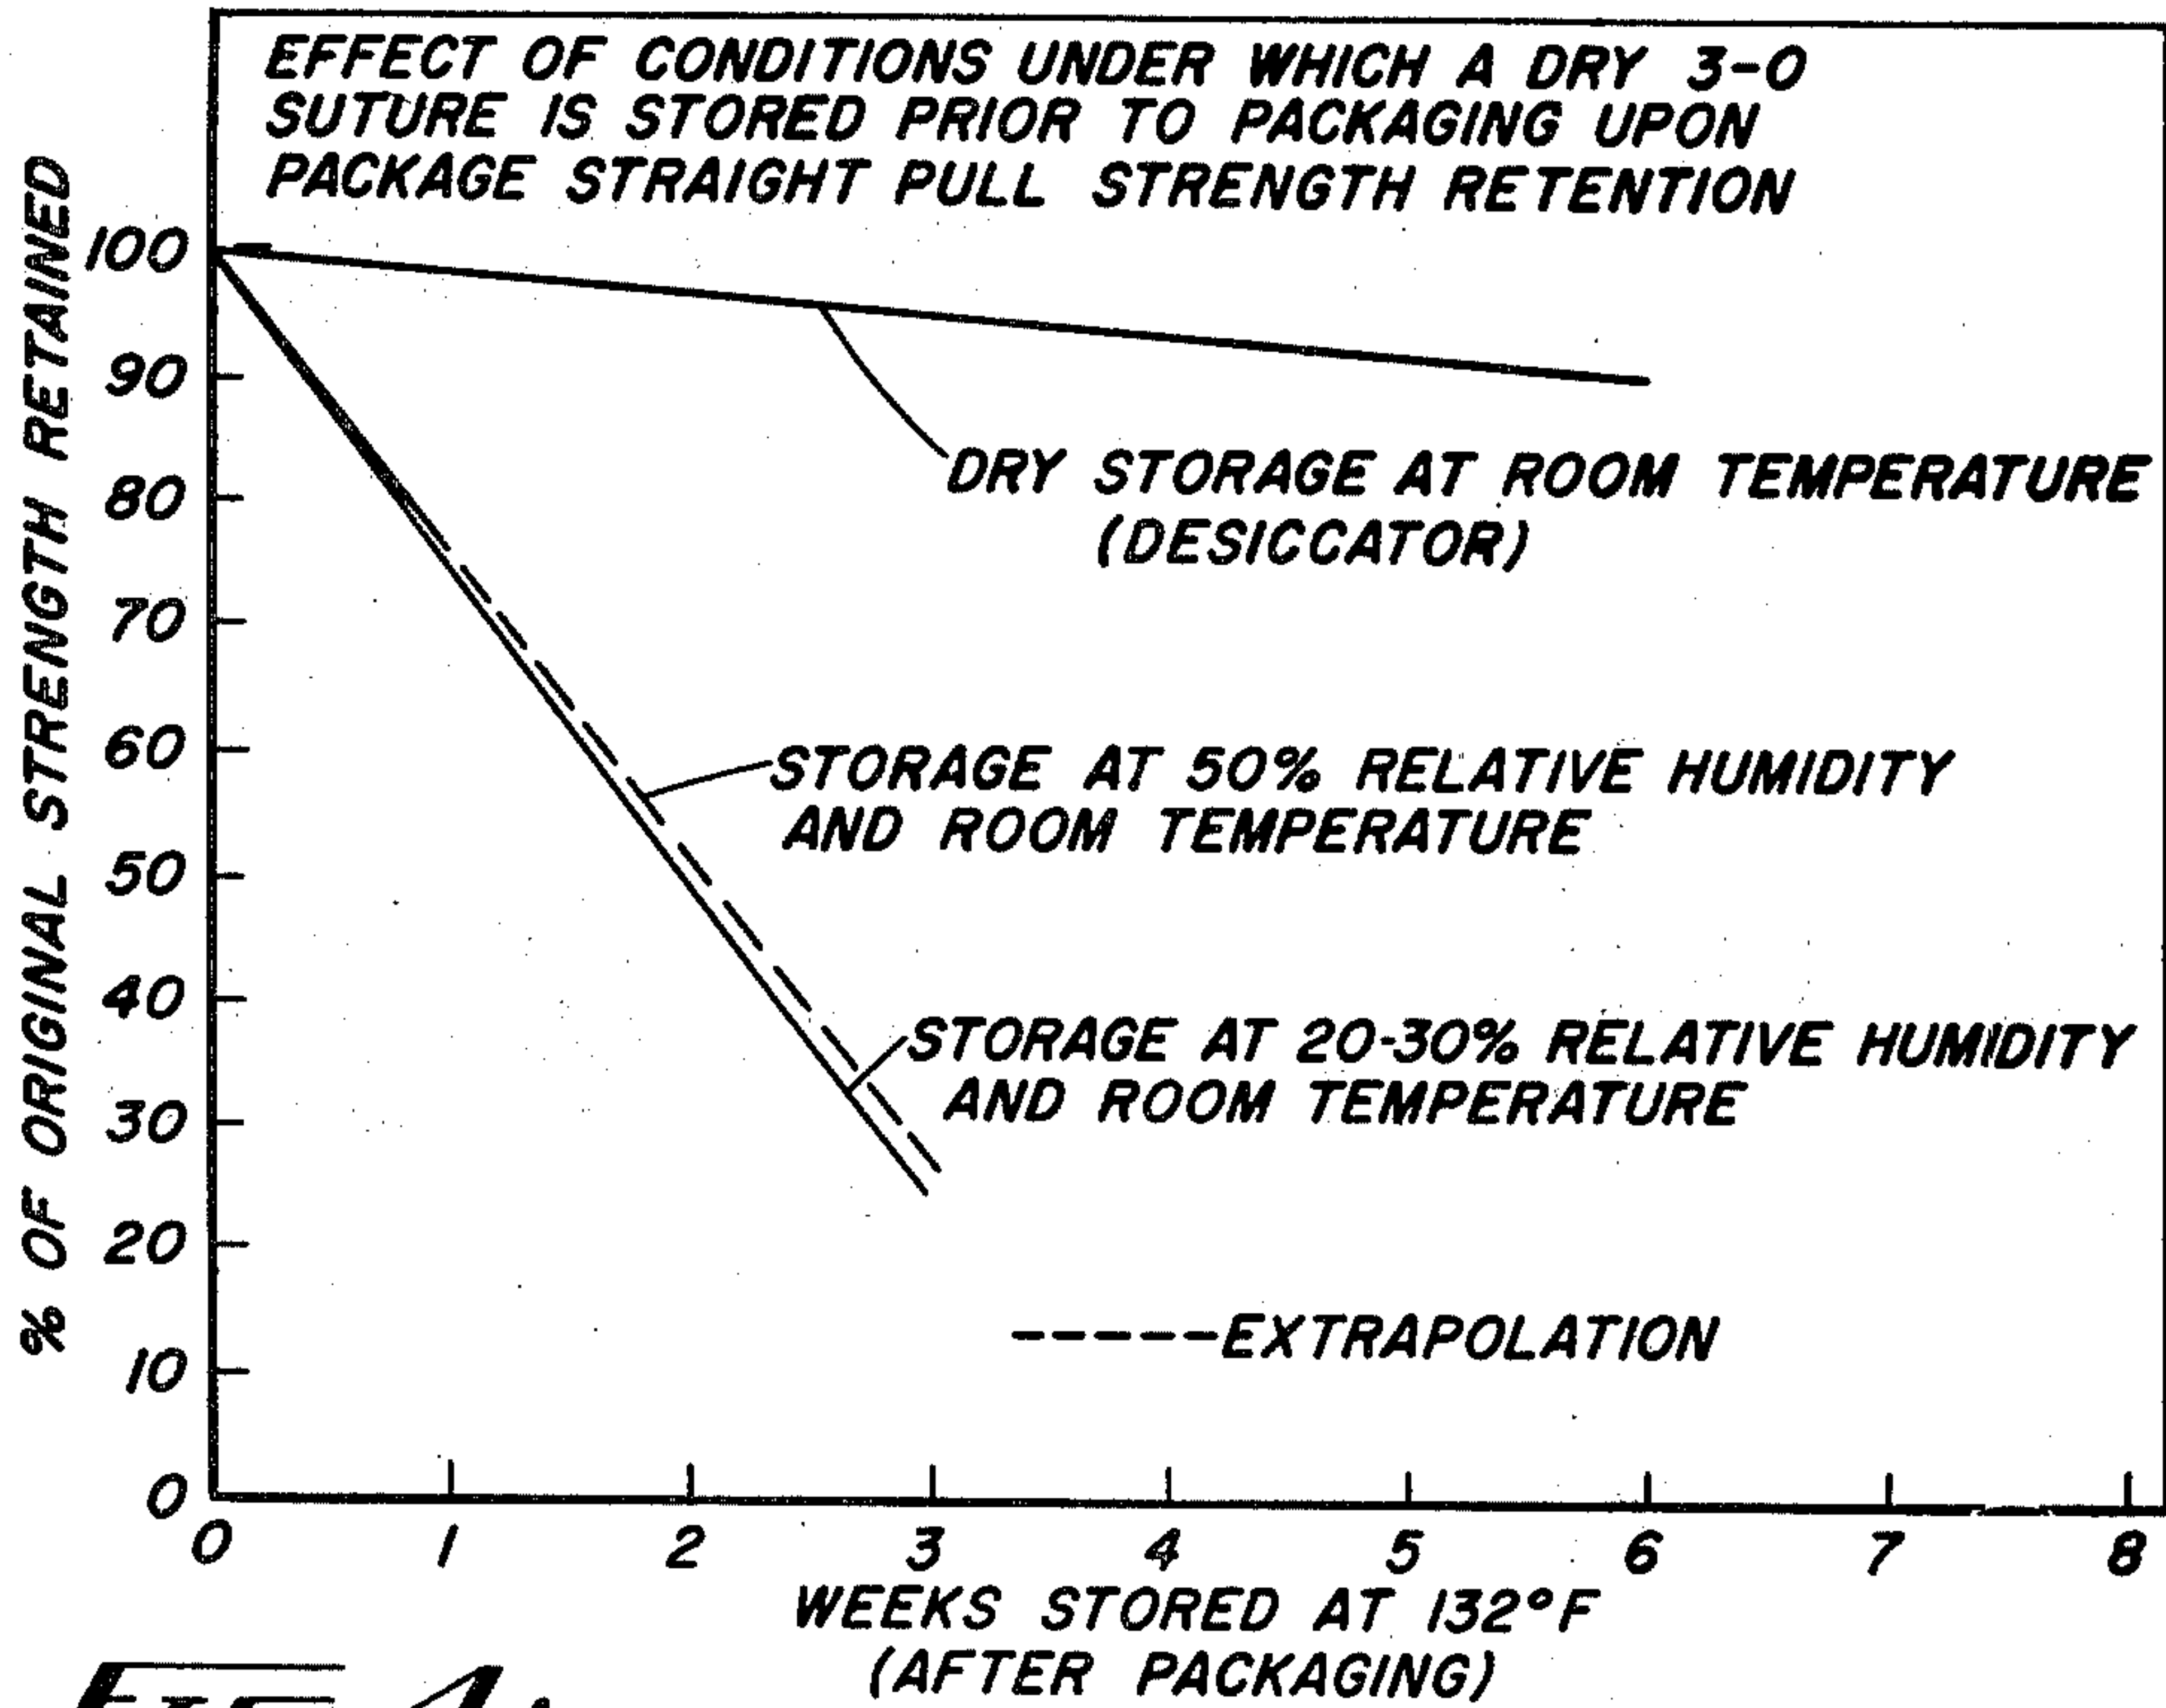 EFFECT OF CONDITIONS UNDER WHICH A DRY 3-0
SUTURE IS STORED PRIOR TO PACKAGING UPON
PACKAGE STRAIGHT PULL STRENGTH RETENTION
% OF ORIGINAL STRENGTH RETAINED
100
90
80
70
60
50
40
30
20
10
0
DRY STORAGE AT ROOM TEMPERATURE
(DESICCATOR)
STORAGE AT 50% RELATIVE HUMIDITY
AND ROOM TEMPERATURE
STORAGE AT 20-30% RELATIVE HUMIDITY
AND ROOM TEMPERATURE
-----EXTRAPOLATION
0 1 2 3 4 5 6 7 8
WEEKS STORED AT 132°F
(AFTER PACKAGING)